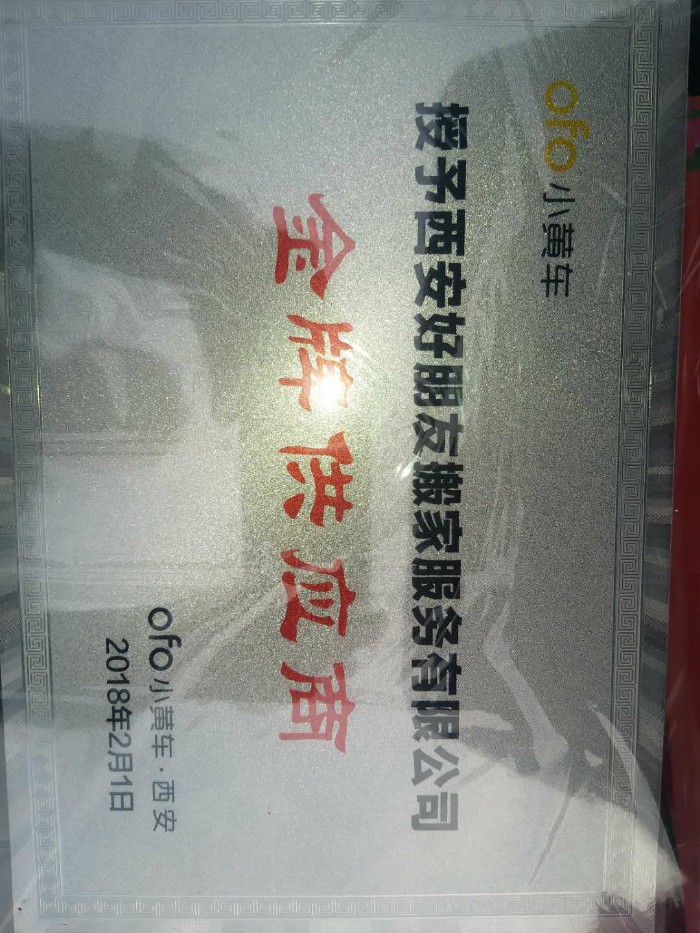 ofo小黄车
授予西安好朋友搬家服务有限公司
金牌供应商
ofo小黄车·西安
2018年2月1日